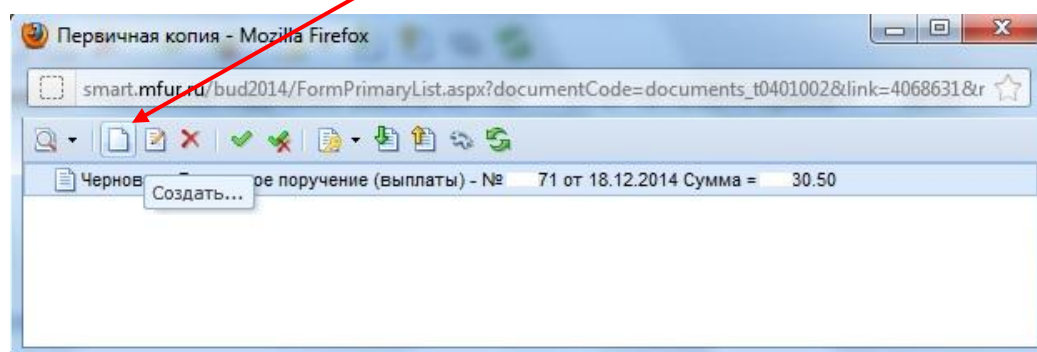 Первичная копия - Mozilla Firefox
smart.mfur.ru/bud2014/FormPrimaryList.aspx?documentCode=documents_t0401002&link=4068631&r
Чернов ое поручение (выплаты) - № 71 от 18.12.2014 Сумма = 30.50
Создать...